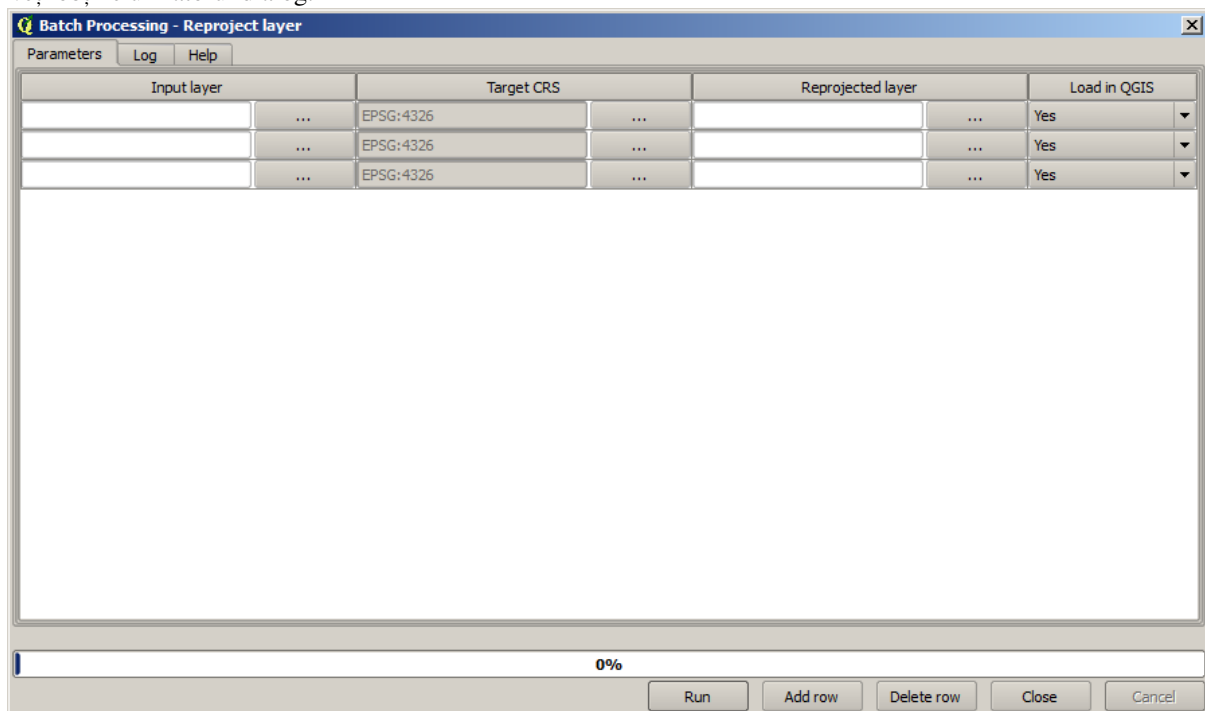 Batch Processing - Reproject layer
Parameters Log Help
Input layer Target CRS Reprojected layer Load in QGIS
... EPSG:4326 ... ... Yes
... EPSG:4326 ... ... Yes
... EPSG:4326 ... ... Yes
0%
Run Add row Delete row Close Cancel